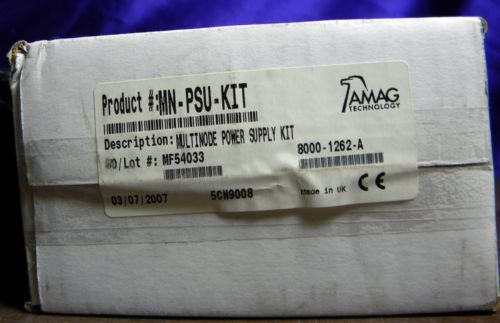 Product #:MN-PSU-KIT
AMAG
TECHNOLOGY
Description: MULTINODE POWER SUPPLY KIT
WO/Lot #: MF54033
8000-1262-A
03/07/2007
5CN9008
Made in UK
CE